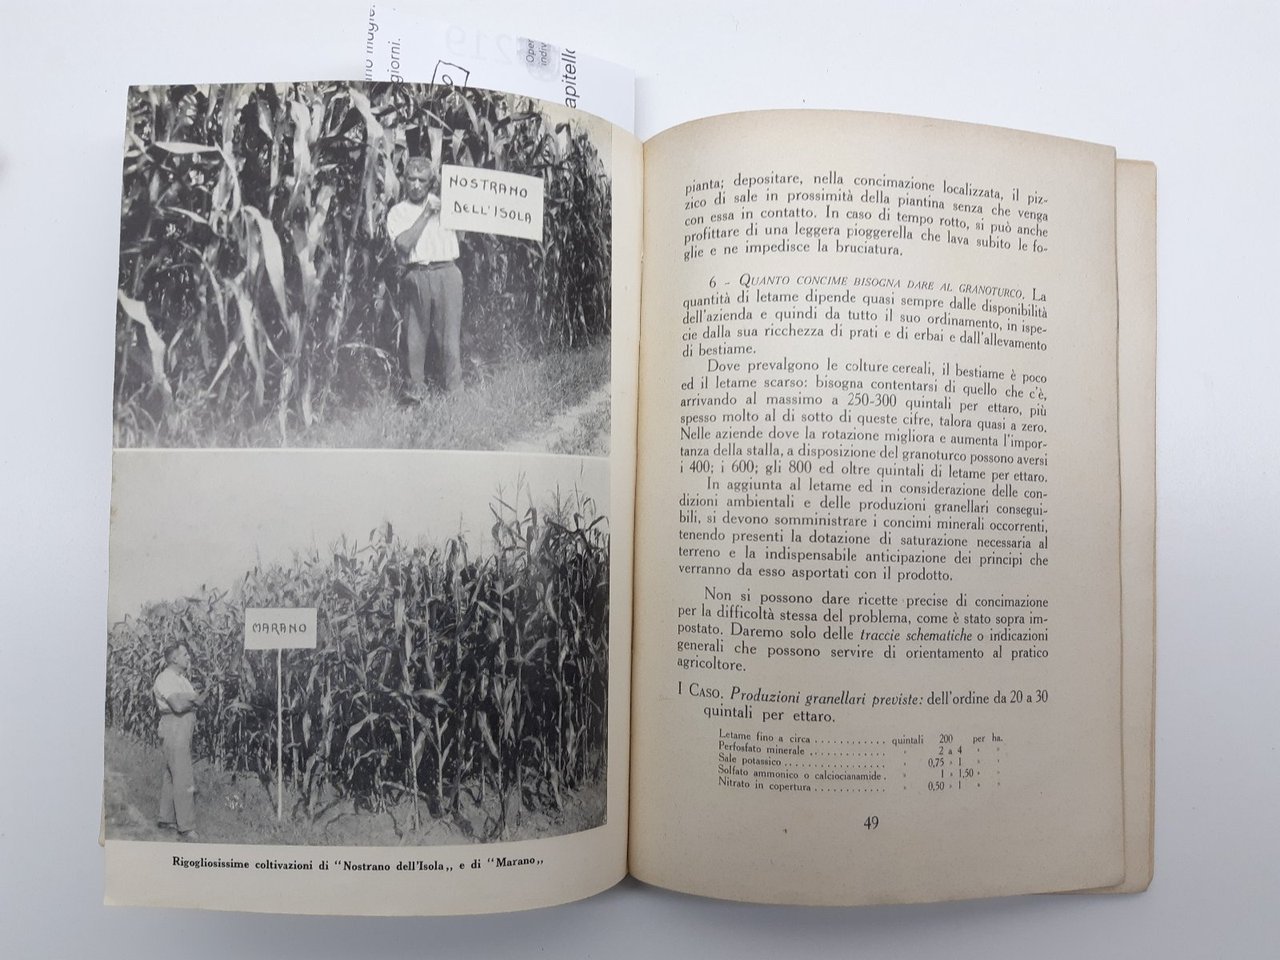 giorni.
219
Oper
indiv
apitello
NOSTRANO
DELL'ISOLA
MARANO
Rigogliosissime coltivazioni di "Nostrano dell'Isola„ e di "Marano„
pianta; depositare, nella concimazione localizzata, il piz-
zico di sale in prossimità della piantina senza che venga
con essa in contatto. In caso di tempo rotto, si può anche
profittare di una leggera pioggerella che lava subito le fo-
glie e ne impedisce la bruciatura.
6 - QUANTO CONCIME BISOGNA DARE AL GRANOTURCO. La
quantità di letame dipende quasi sempre dalle disponibilità
dell'azienda e quindi da tutto il suo ordinamento, in ispe-
cie dalla sua ricchezza di prati e di erbai e dall'allevamento
di bestiame.
Dove prevalgono le colture cereali, il bestiame è poco
ed il letame scarso: bisogna contentarsi di quello che c'è,
arrivando al massimo a 250-300 quintali per ettaro, più
spesso molto al di sotto di queste cifre, talora quasi a zero.
Nelle aziende dove la rotazione migliora e aumenta l'impor-
tanza della stalla, a disposizione del granoturco possono aversi
i 400; i 600; gli 800 ed oltre quintali di letame per ettaro.
In aggiunta al letame ed in considerazione delle con-
dizioni ambientali e delle produzioni granellari consegui-
bili, si devono somministrare i concimi minerali occorrenti,
tenendo presenti la dotazione di saturazione necessaria al
terreno e la indispensabile anticipazione dei principi che
verranno da esso asportati con il prodotto.
Non si possono dare ricette precise di concimazione
per la difficoltà stessa del problema, come è stato sopra im-
postato. Daremo solo delle traccie schematiche o indicazioni
generali che possono servire di orientamento al pratico
agricoltore.
I CASO. Produzioni granellari previste: dell'ordine da 20 a 30
quintali per ettaro.
Letame fino a circa ............ quintali 200 per ha.
Perfosfato minerale ............. » 2 a 4 » »
Sale potassico ................. » 0,75 » 1 » »
Solfato ammonico o calciocianamide . » 1 » 1,50 » »
Nitrato in copertura ............ » 0,50 » 1 » »
49